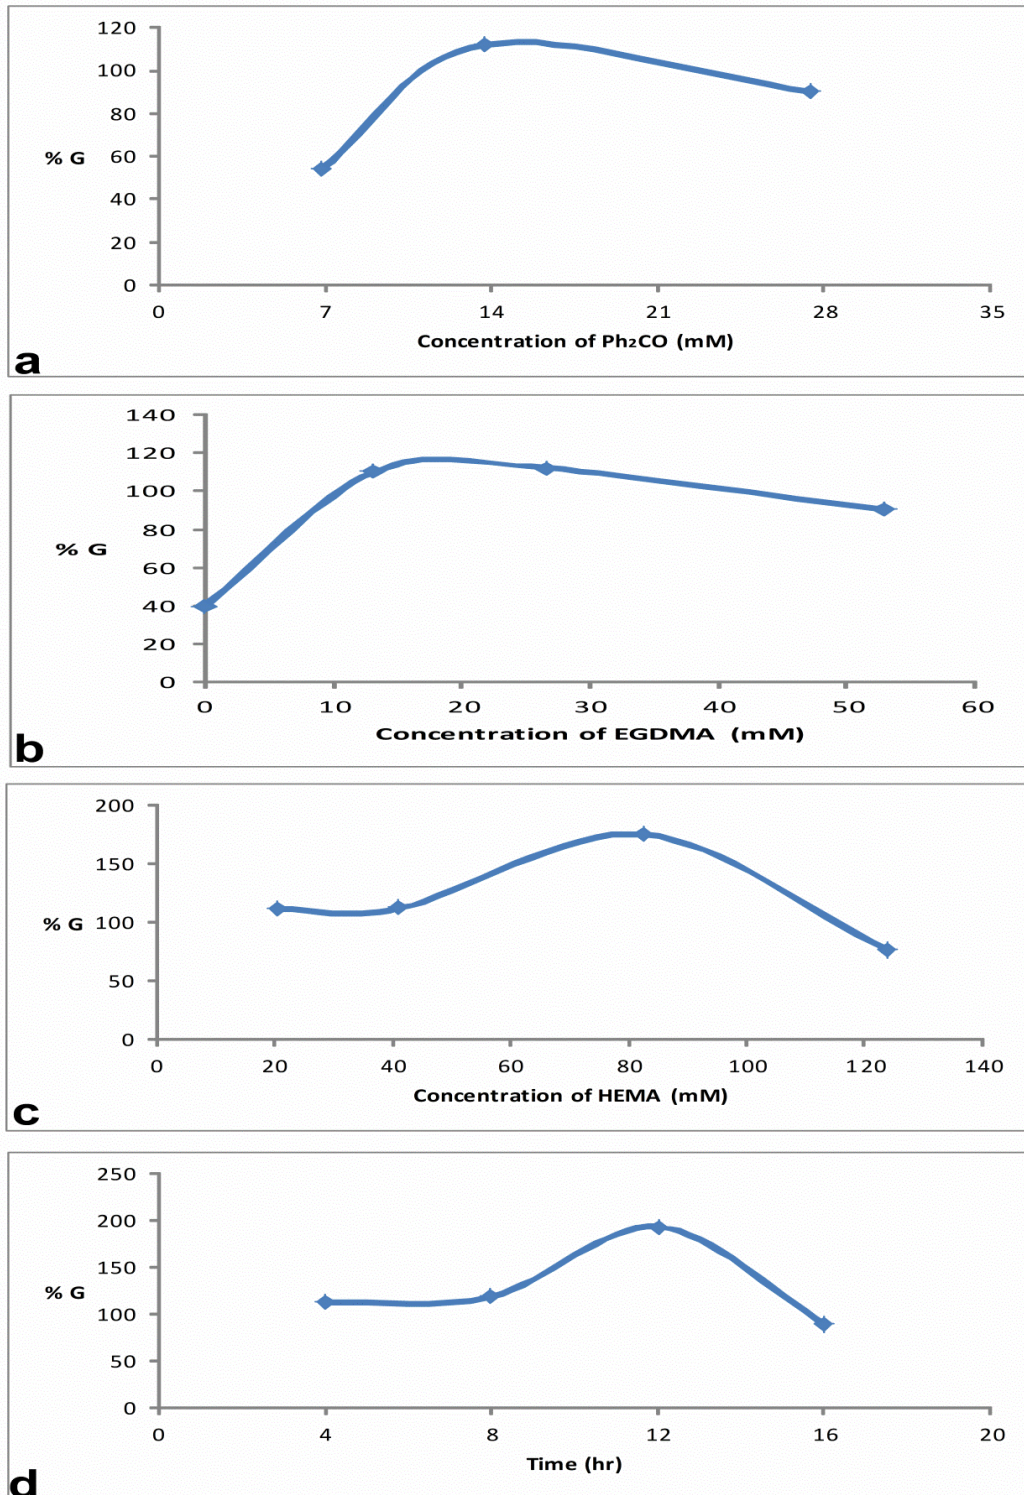 120
100
80
% G 60
40
20
0
0 7 14 21 28 35
Concentration of Ph₂CO (mM)
a
140
120
100
80
% G
60
40
20
0
0 10 20 30 40 50 60
Concentration of EGDMA (mM)
b
200
150
% G 100
50
0
0 20 40 60 80 100 120 140
Concentration of HEMA (mM)
c
250
200
150
% G
100
50
0
0 4 8 12 16 20
Time (hr)
d